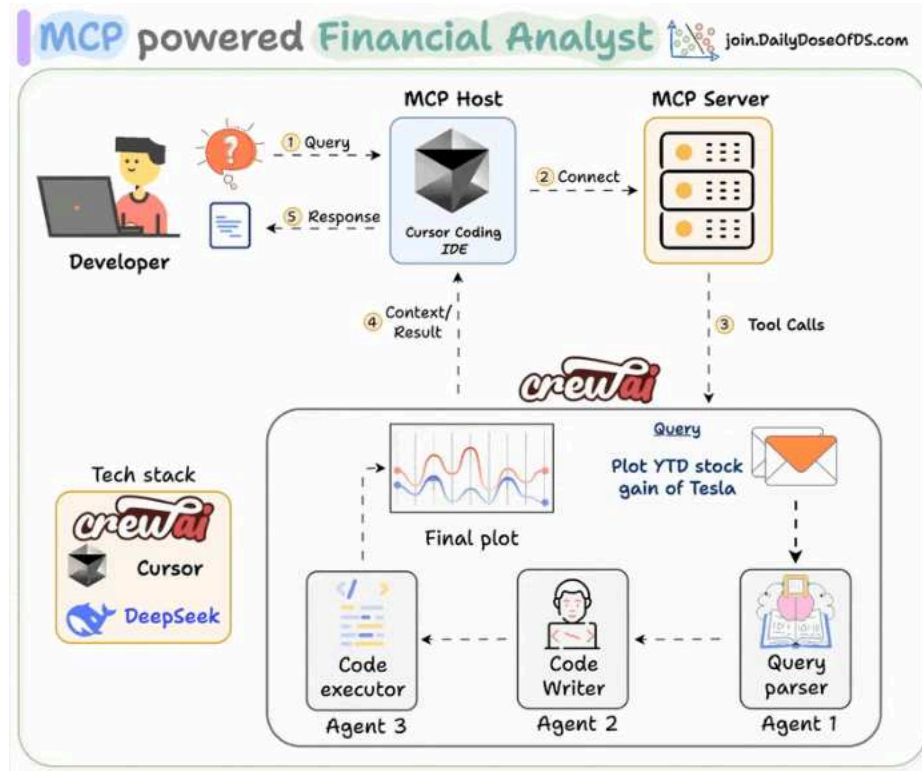 MCP powered Financial Analyst
join.DailyDoseOfDS.com
MCP Host
MCP Server
?
1 Query
2 Connect
5 Response
Cursor Coding
IDE
Developer
4 Context/
Result
3 Tool Calls
crewai
Query
Plot YTD stock
gain of Tesla
Tech stack
crewai
Cursor
DeepSeek
Final plot
Code
executor
Agent 3
Code
Writer
Agent 2
Query
parser
Agent 1